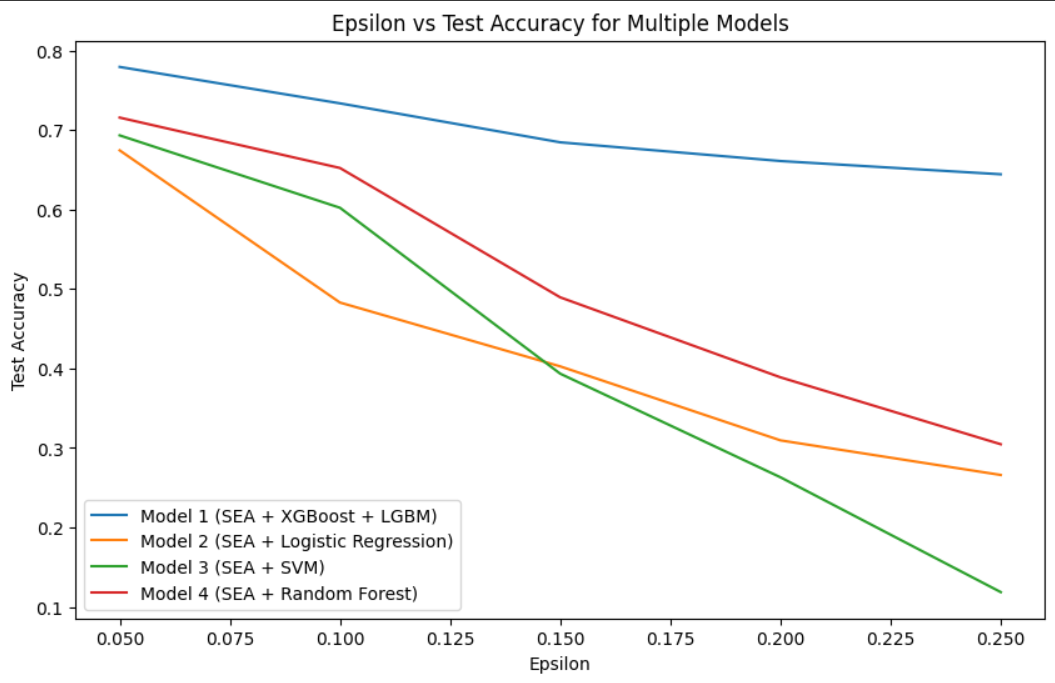 Epsilon vs Test Accuracy for Multiple Models
0.8
0.7
0.6
0.5
0.4
0.3
0.2
0.1
Test Accuracy
Model 1 (SEA + XGBoost + LGBM)
Model 2 (SEA + Logistic Regression)
Model 3 (SEA + SVM)
Model 4 (SEA + Random Forest)
0.050 0.075 0.100 0.125 0.150 0.175 0.200 0.225 0.250
Epsilon